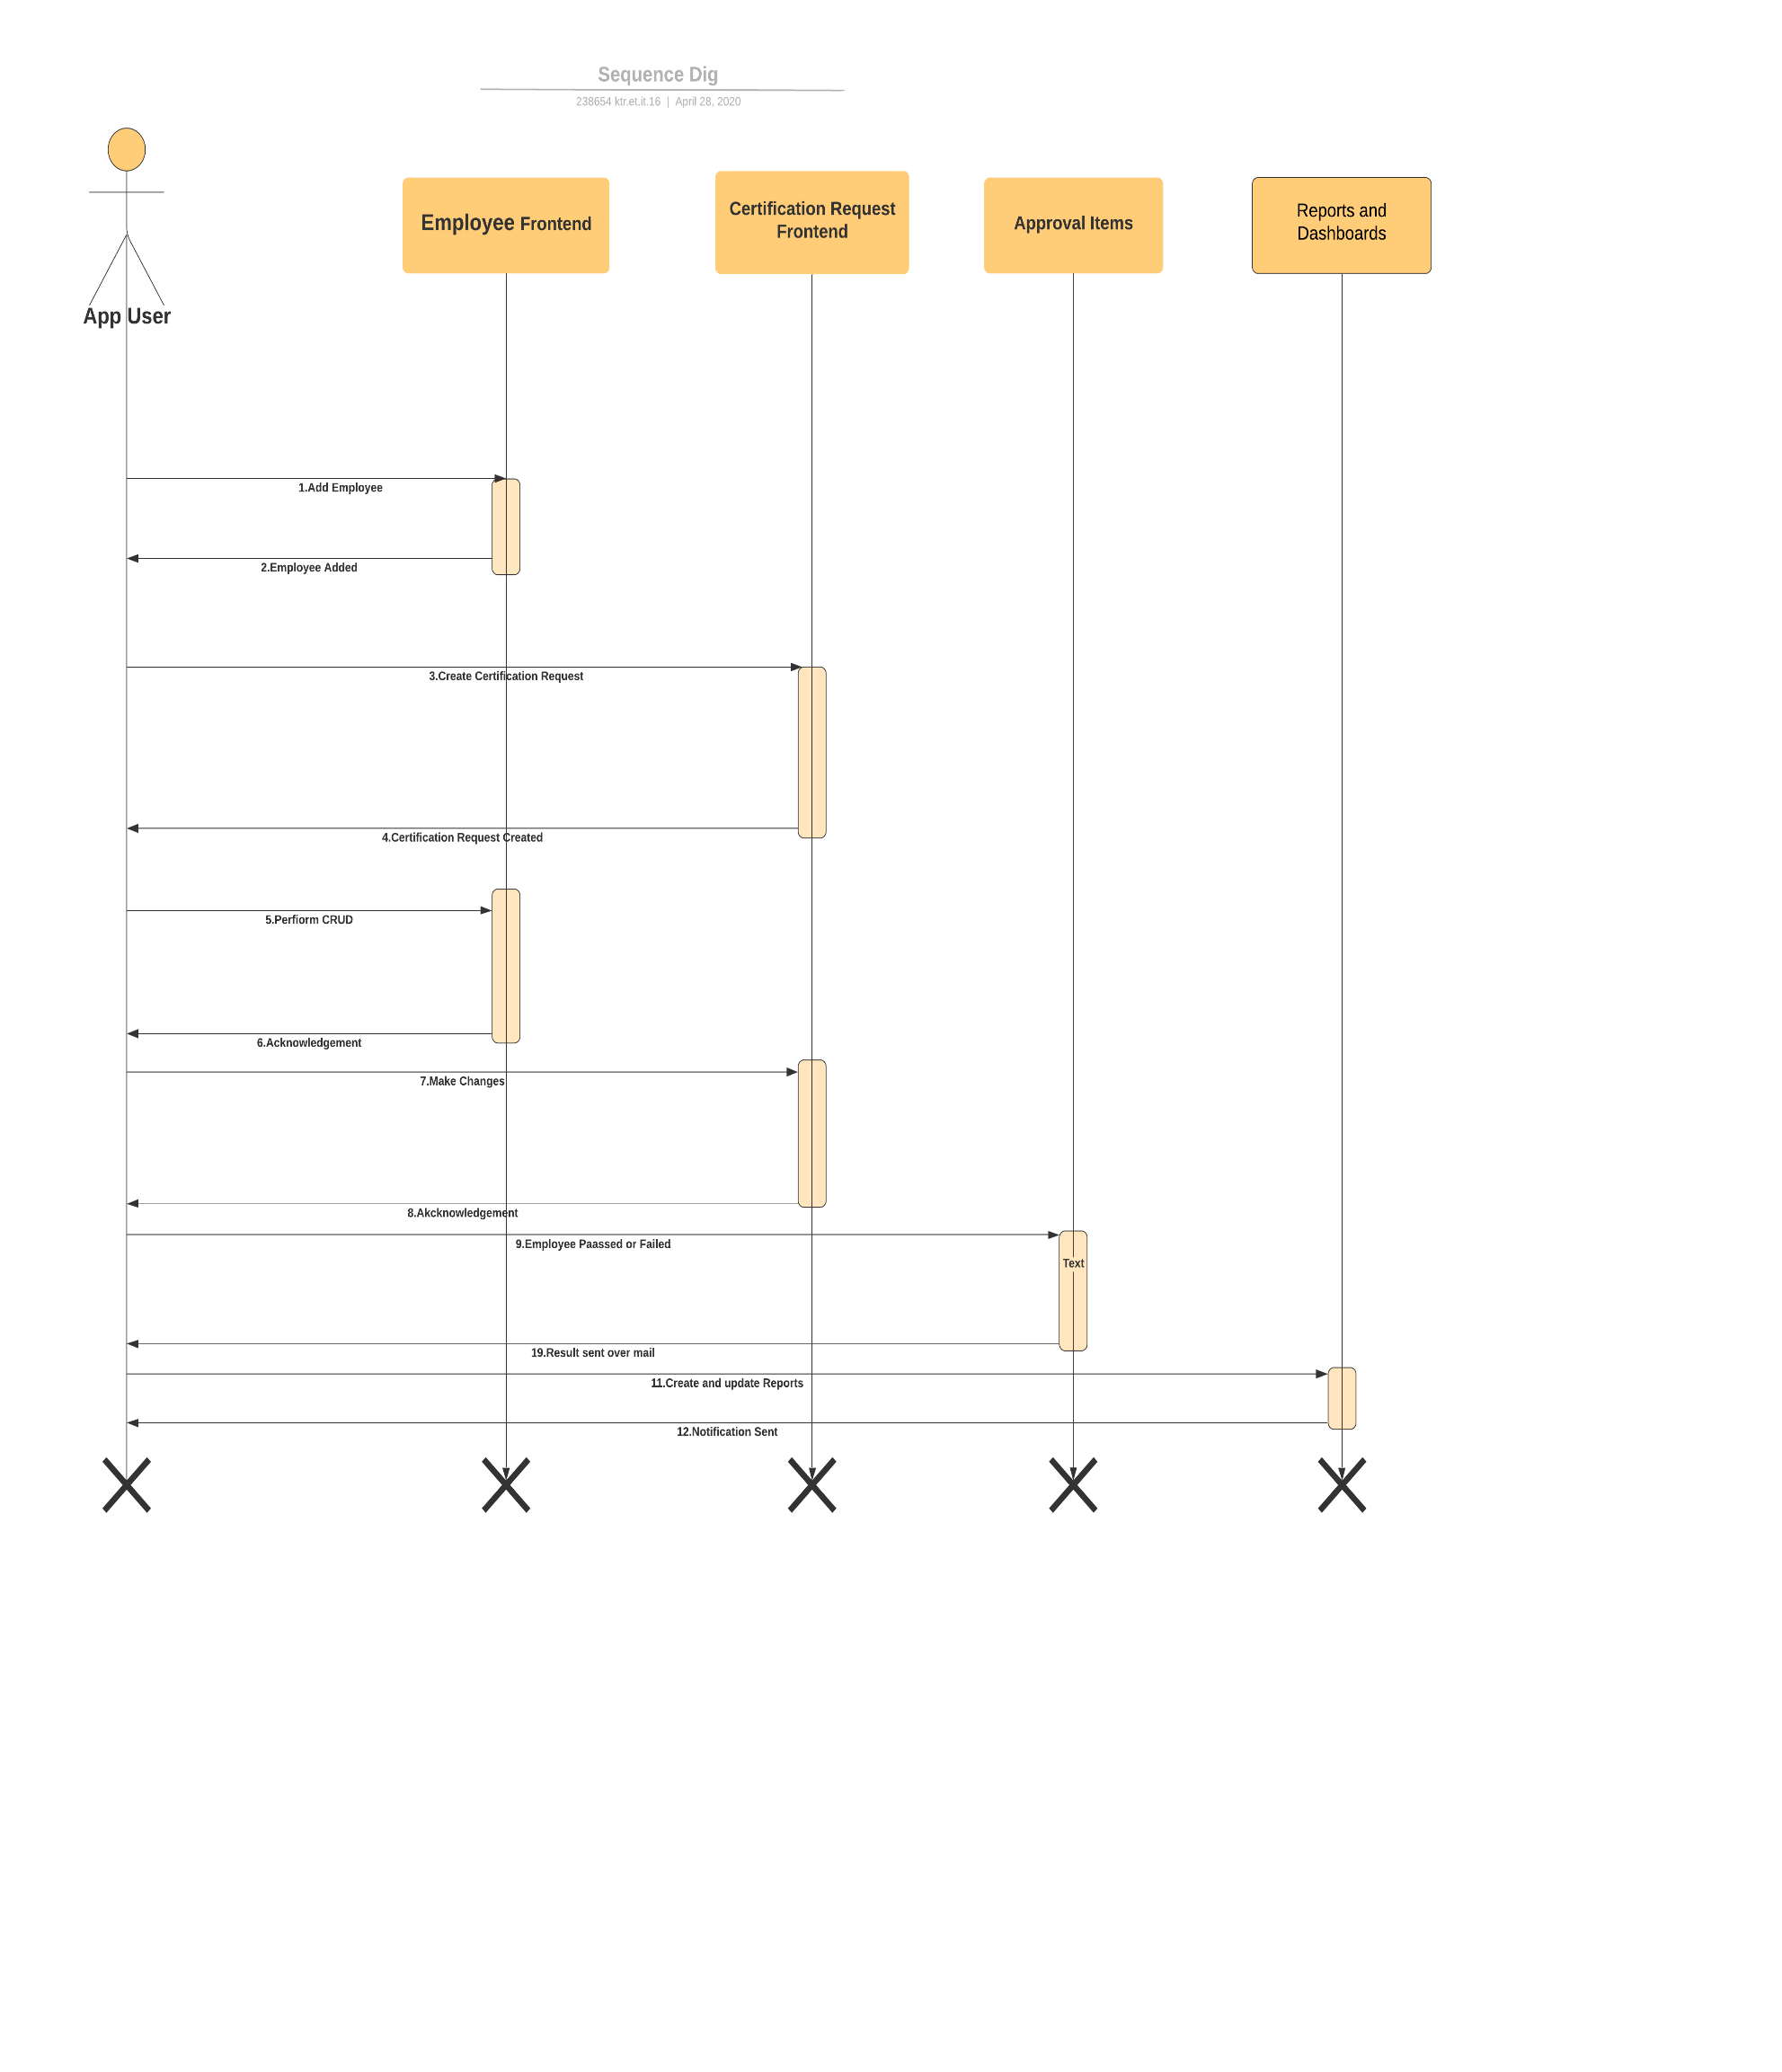 Sequence Dig
238654 ktr.et.it.16 | April 28, 2020
Employee Frontend
Certification Request
Frontend
Approval Items
Reports and
Dashboards
App User
1.Add Employee
2.Employee Added
3.Create Certification Request
4.Certification Request Created
5.Perfiorm CRUD
6.Acknowledgement
7.Make Changes
8.Akcknowledgement
9.Employee Paassed or Failed
Text
19.Result sent over mail
11.Create and update Reports
12.Notification Sent